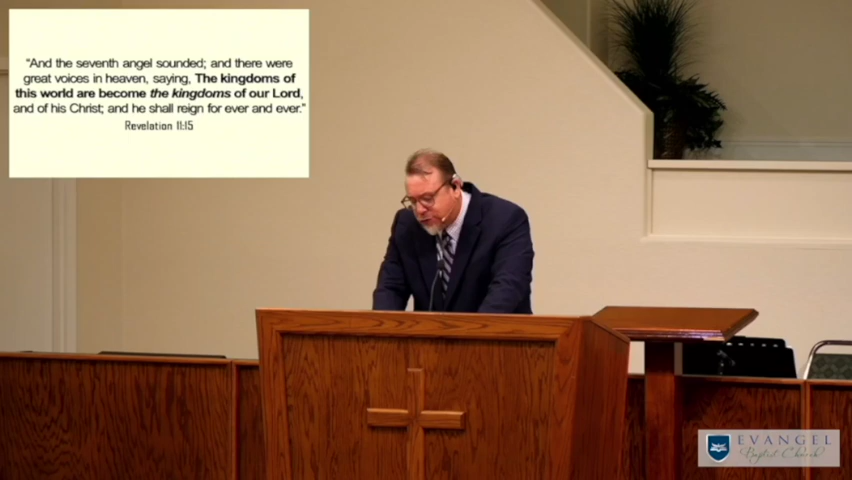 “And the seventh angel sounded; and there were
great voices in heaven, saying, The kingdoms of
this world are become the kingdoms of our Lord,
and of his Christ; and he shall reign for ever and ever.”
Revelation 11:15
EVANGEL
Baptist Church